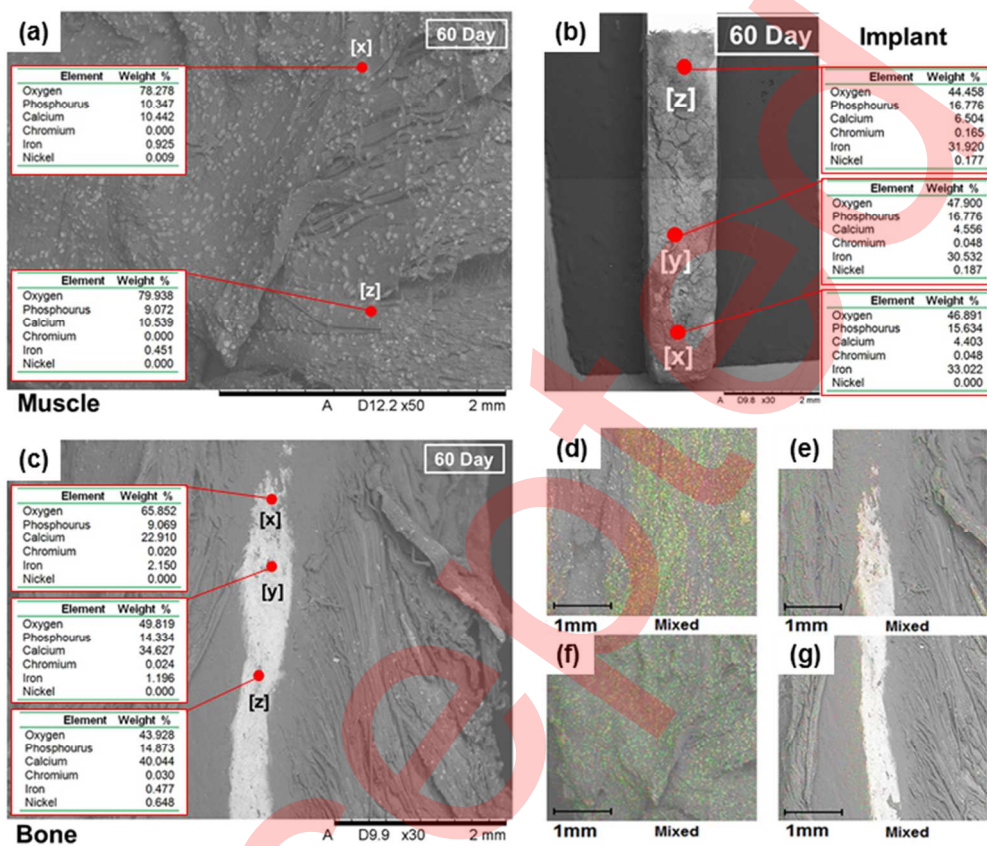 (a)
60 Day
[x]
Element Weight %
Oxygen 78.278
Phosphourus 10.347
Calcium 10.442
Chromium 0.000
Iron 0.925
Nickel 0.009
[z]
Element Weight %
Oxygen 79.938
Phosphourus 9.072
Calcium 10.539
Chromium 0.000
Iron 0.451
Nickel 0.000
Muscle
A D12.2 x50 2 mm
(b)
60 Day
Implant
[z]
Element Weight %
Oxygen 44.458
Phosphourus 16.776
Calcium 6.504
Chromium 0.165
Iron 31.920
Nickel 0.177
[y]
Element Weight %
Oxygen 47.900
Phosphourus 16.776
Calcium 4.556
Chromium 0.048
Iron 30.532
Nickel 0.187
[x]
Element Weight %
Oxygen 46.891
Phosphourus 15.634
Calcium 4.403
Chromium 0.048
Iron 33.022
Nickel 0.000
A D9.8 x30 2 mm
(c)
60 Day
[x]
Element Weight %
Oxygen 65.852
Phosphourus 9.069
Calcium 22.910
Chromium 0.020
Iron 2.150
Nickel 0.000
[y]
Element Weight %
Oxygen 49.819
Phosphourus 14.334
Calcium 34.627
Chromium 0.024
Iron 1.196
Nickel 0.000
[z]
Element Weight %
Oxygen 43.928
Phosphourus 14.873
Calcium 40.044
Chromium 0.030
Iron 0.477
Nickel 0.648
Bone
A D9.9 x30 2 mm
(d)
1mm
Mixed
(e)
1mm
Mixed
(f)
1mm
Mixed
(g)
1mm
Mixed